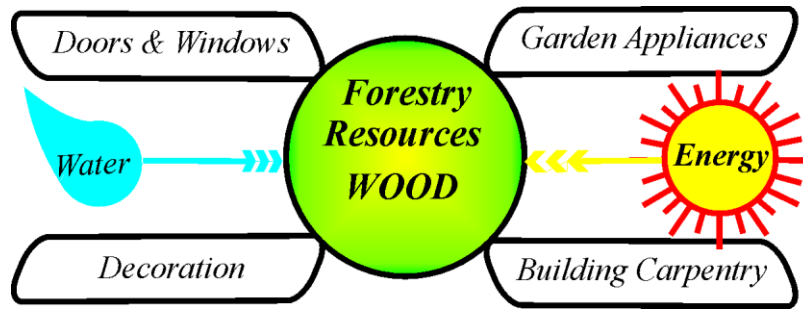 Doors & Windows
Garden Appliances
Forestry
Resources
WOOD
Water
Energy
Decoration
Building Carpentry